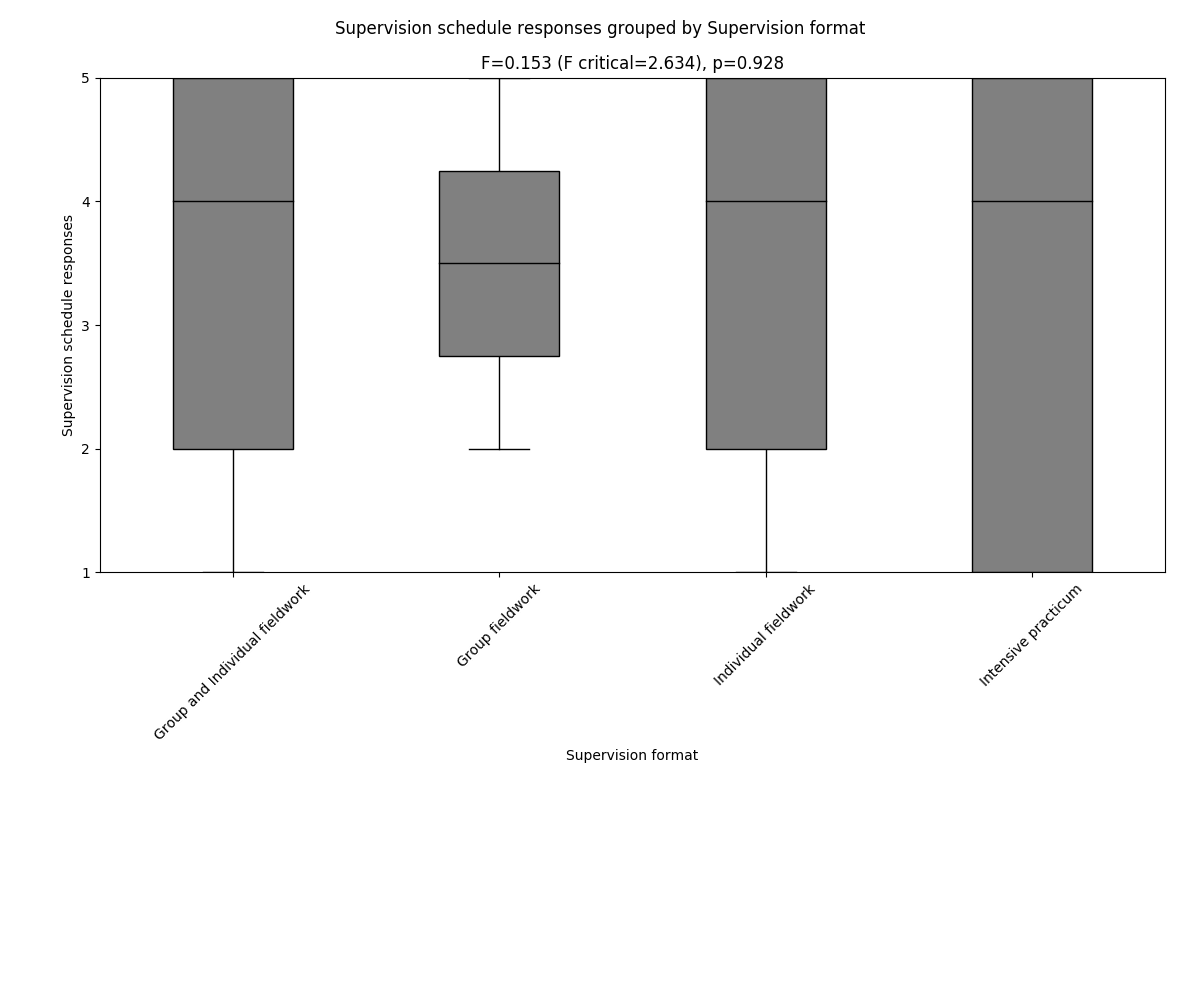 Supervision schedule responses grouped by Supervision format
F=0.153 (F critical=2.634), p=0.928
5
4
3
2
1
Supervision schedule responses
Group and Individual fieldwork
Group fieldwork
Individual fieldwork
Intensive practicum
Supervision format